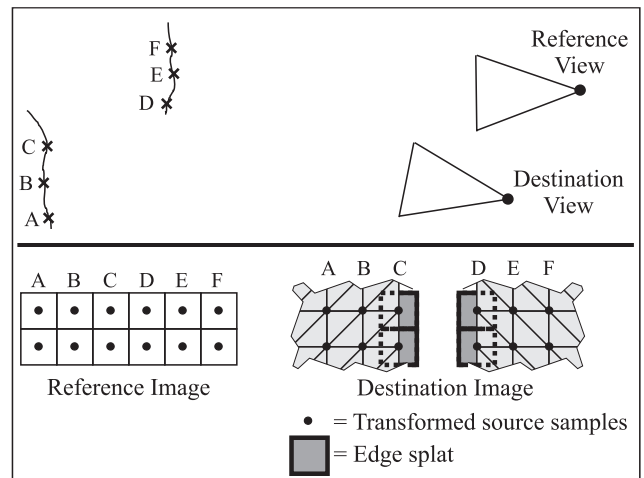 F
E
D
C
B
A
Reference
View
Destination
View
A B C D E F
Reference Image
A B C D E F
Destination Image
= Transformed source samples
= Edge splat